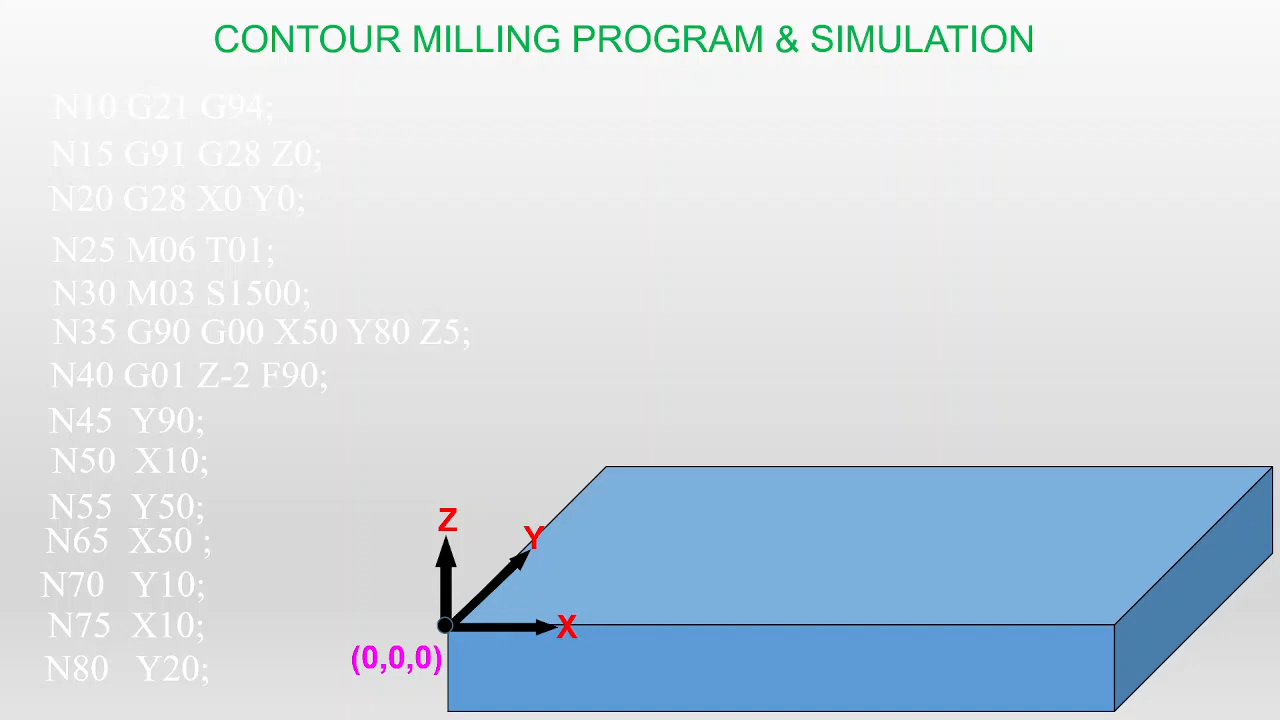 CONTOUR MILLING PROGRAM & SIMULATION
N10 G21 G94;
N15 G91 G28 Z0;
N20 G28 X0 Y0;
N25 M06 T01;
N30 M03 S1500;
N35 G90 G00 X50 Y80 Z5;
N40 G01 Z-2 F90;
N45 Y90;
N50 X10;
N55 Y50;
N65 X50 ;
N70 Y10;
N75 X10;
N80 Y20;
Z
Y
X
(0,0,0)